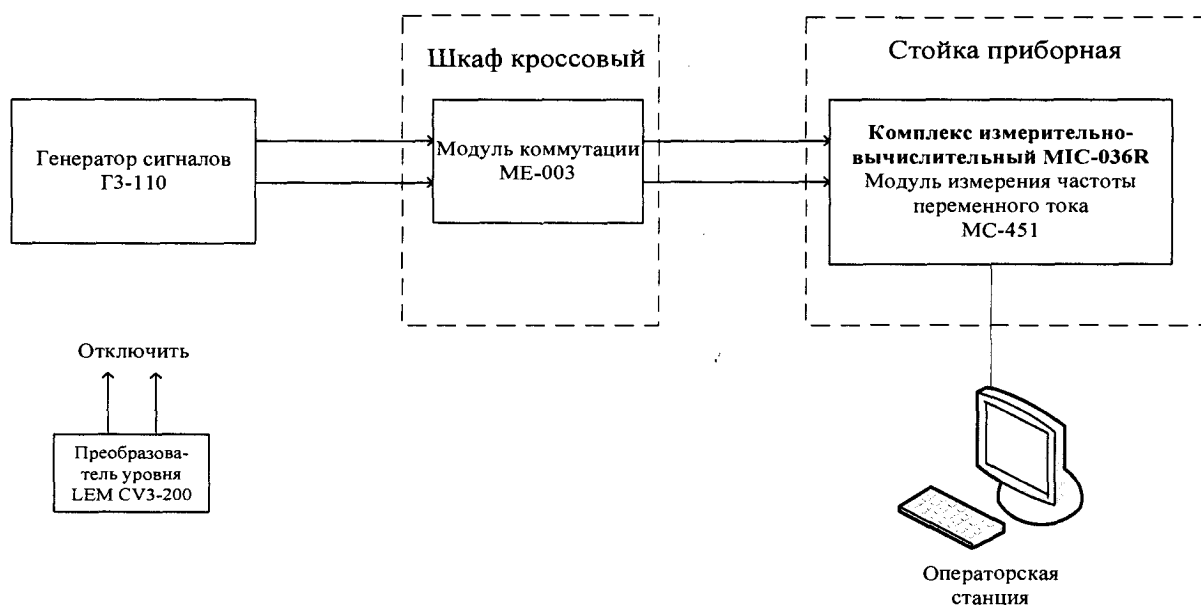 Шкаф кроссовый
Стойка приборная
Генератор сигналов
Г3-110
Модуль коммутации
МЕ-003
Комплекс измерительно-
вычислительный MIC-036R
Модуль измерения частоты
переменного тока
МС-451
Отключить
Преобразова-
тель уровня
LEM CV3-200
Операторская
станция